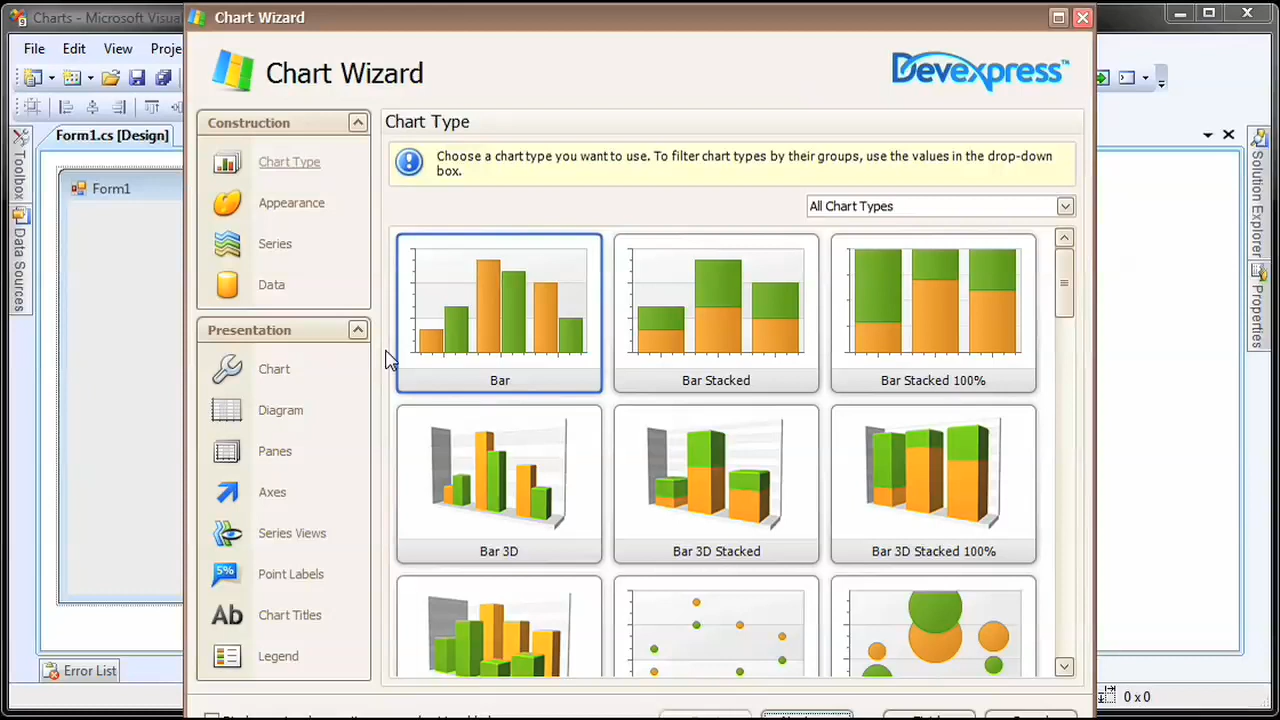 Charts - Microsoft Visua
Chart Wizard
File Edit View Proje
Chart Wizard
Devexpress™
Form1.cs [Design]
Construction
Chart Type
Appearance
Series
Data
Presentation
Chart
Diagram
Panes
Axes
Series Views
5%
Point Labels
Ab
Chart Titles
Legend
Chart Type
Choose a chart type you want to use. To filter chart types by their groups, use the values in the drop-down
box.
All Chart Types
Bar
Bar Stacked
Bar Stacked 100%
Bar 3D
Bar 3D Stacked
Bar 3D Stacked 100%
Form1
Toolbox
Data Sources
Solution Explorer
Properties
Error List
0 x 0